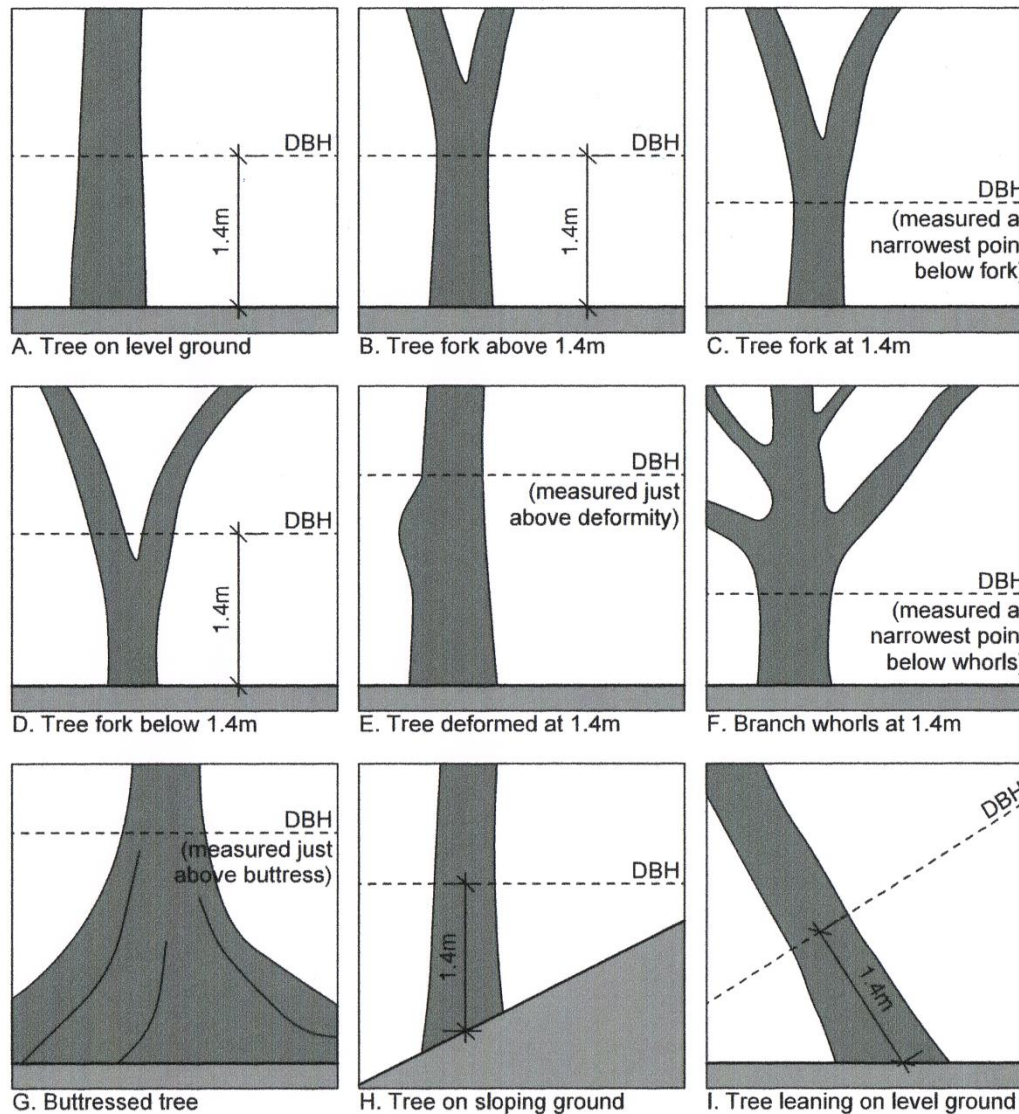 DBH
1.4m
A. Tree on level ground
DBH
1.4m
B. Tree fork above 1.4m
DBH
(measured a
narrowest poin
below fork)
C. Tree fork at 1.4m
DBH
1.4m
D. Tree fork below 1.4m
DBH
(measured just
above deformity)
E. Tree deformed at 1.4m
DBH
(measured a
narrowest poin
below whorls)
F. Branch whorls at 1.4m
DBH
(measured just
above buttress)
G. Buttressed tree
DBH
1.4m
H. Tree on sloping ground
DBH
1.4m
I. Tree leaning on level ground